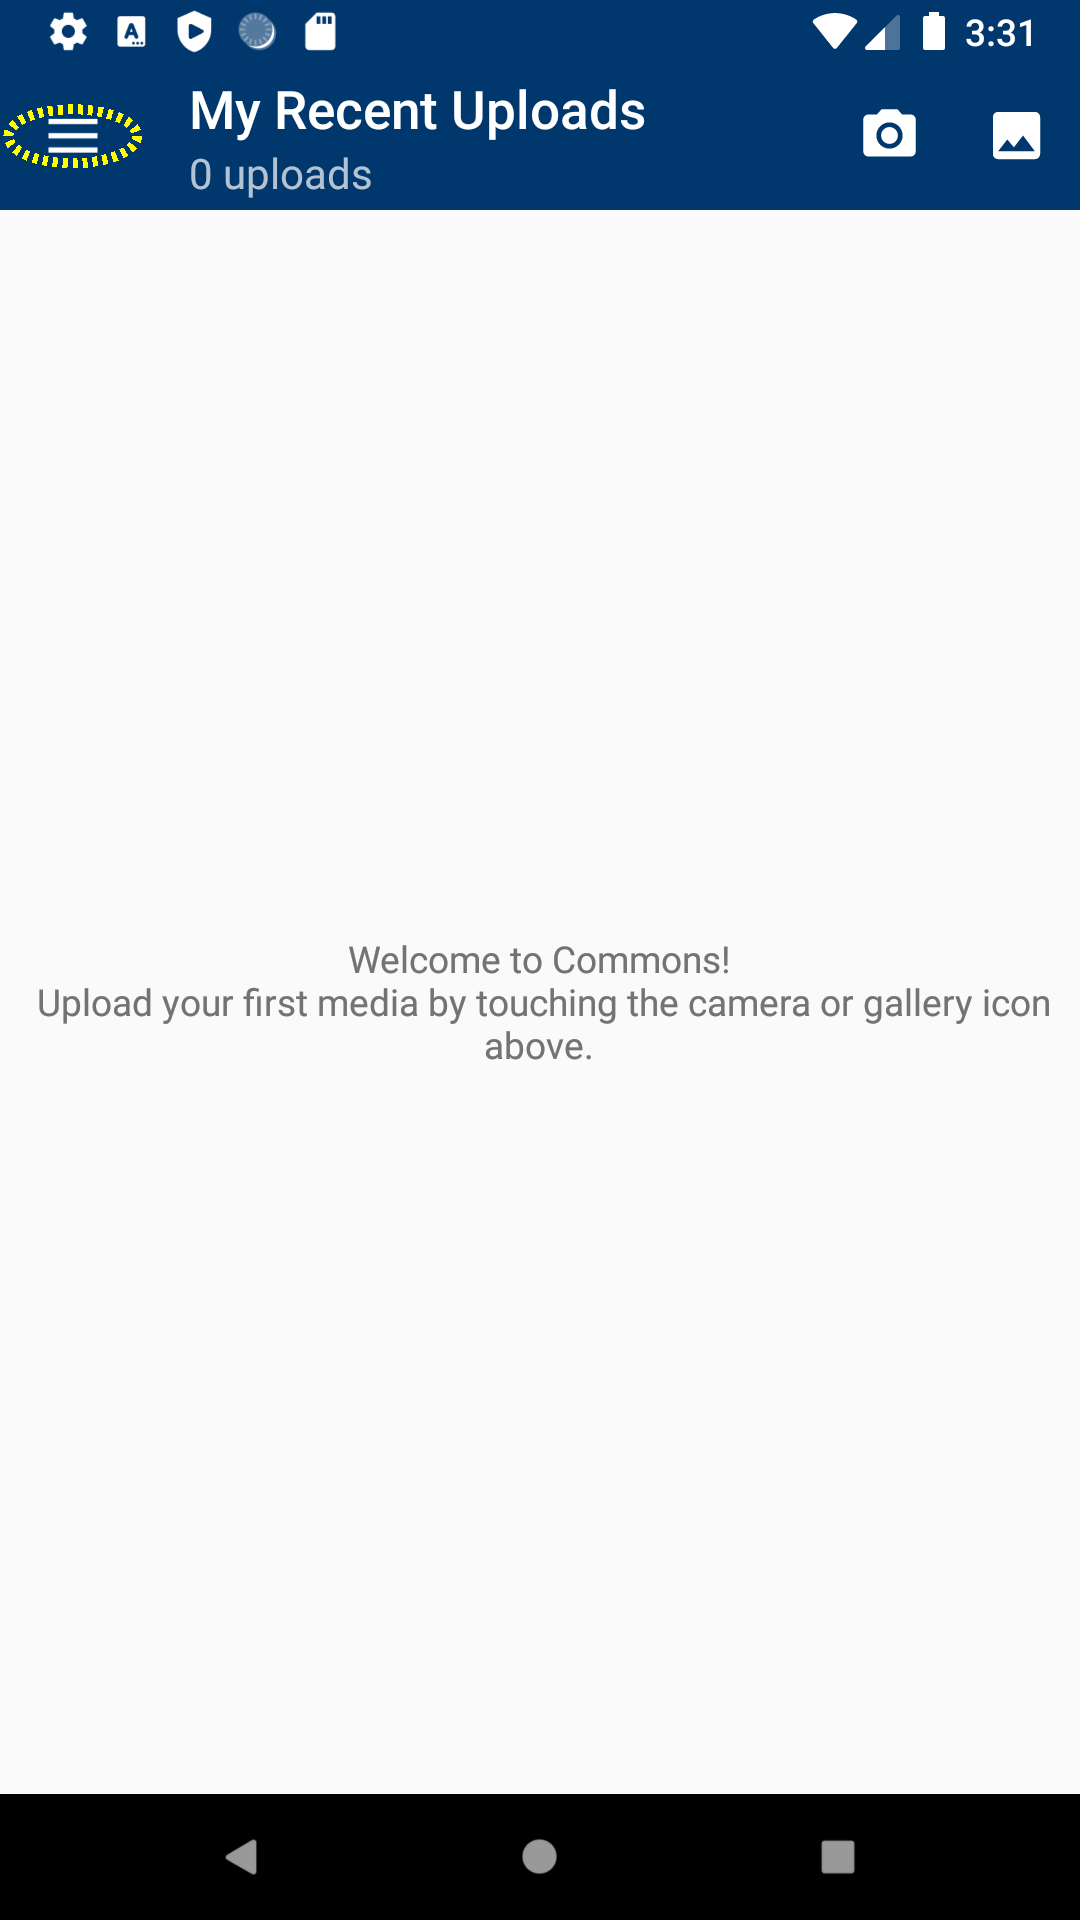 3:31
My Recent Uploads
0 uploads
Welcome to Commons!
Upload your first media by touching the camera or gallery icon
above.